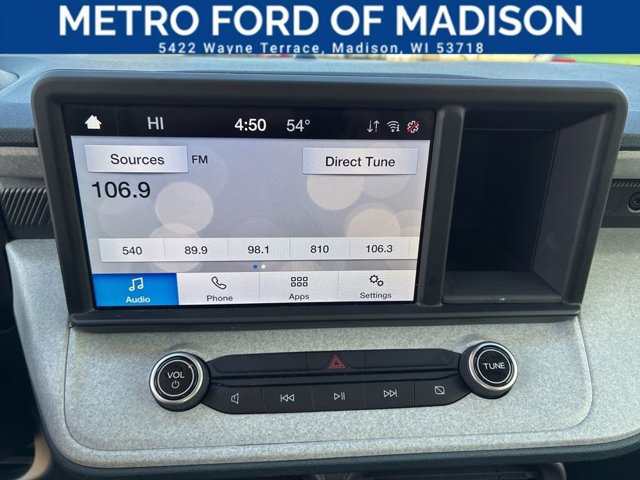 METRO FORD OF MADISON
5422 Wayne Terrace, Madison, WI 53718
HI 4:50 54°
Sources FM Direct Tune
106.9
540 89.9 98.1 810 106.3
Audio Phone Apps Settings
VOL TUNE